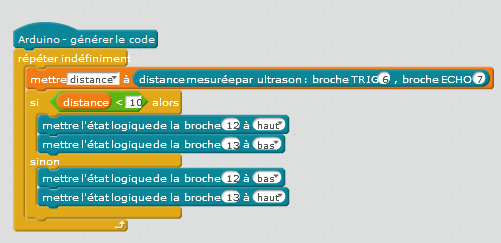 Arduino - générer le code
répéter indéfiniment
mettre distance à distance mesurée par ultrason : broche TRIG 6 , broche ECHO 7
si distance < 10 alors
mettre l'état logique de la broche 12 à haut
mettre l'état logique de la broche 13 à bas
sinon
mettre l'état logique de la broche 12 à bas
mettre l'état logique de la broche 13 à haut